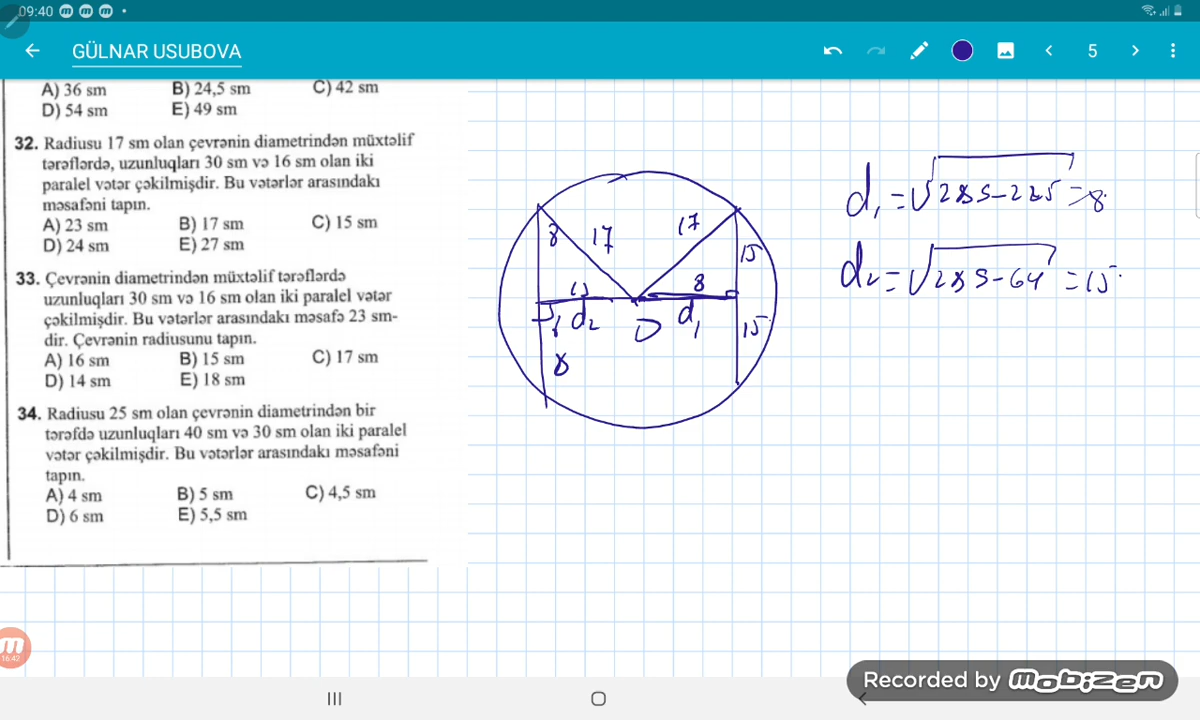 09:40
GÜLNAR USUBOVA
5
A) 36 sm B) 24,5 sm C) 42 sm
D) 54 sm E) 49 sm
32. Radiusu 17 sm olan çevrənin diametrindən müxtəlif
tərəflərdə, uzunluqları 30 sm və 16 sm olan iki
paralel vətər çəkilmişdir. Bu vətərlər arasındakı
məsafəni tapın.
A) 23 sm B) 17 sm C) 15 sm
D) 24 sm E) 27 sm
33. Çevrənin diametrindən müxtəlif tərəflərdə
uzunluqları 30 sm və 16 sm olan iki paralel vətər
çəkilmişdir. Bu vətərlər arasındakı məsafə 23 sm-
dir. Çevrənin radiusunu tapın.
A) 16 sm B) 15 sm C) 17 sm
D) 14 sm E) 18 sm
34. Radiusu 25 sm olan çevrənin diametrindən bir
tərəfdə uzunluqları 40 sm və 30 sm olan iki paralel
vətər çəkilmişdir. Bu vətərlər arasındakı məsafəni
tapın.
A) 4 sm B) 5 sm C) 4,5 sm
D) 6 sm E) 5,5 sm
8 17 17 15
15 8
d₂ O d₁ 15
8
d₁=√289-225=8
d₂=√289-64=15
16:42
Recorded by mobizen